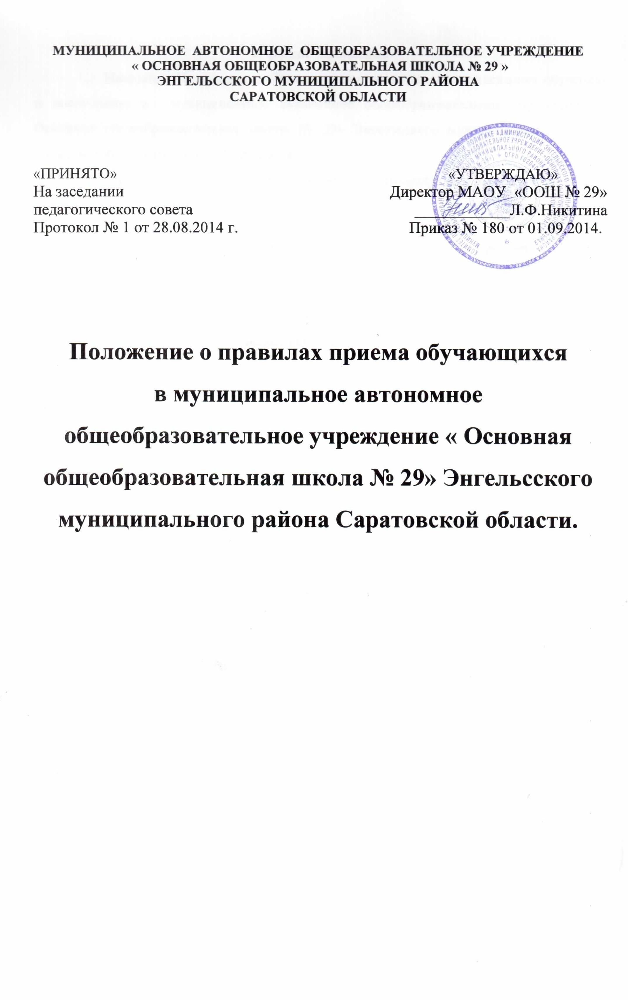 МУНИЦИПАЛЬНОЕ АВТОНОМНОЕ ОБЩЕОБРАЗОВАТЕЛЬНОЕ УЧРЕЖДЕНИЕ
« ОСНОВНАЯ ОБЩЕОБРАЗОВАТЕЛЬНАЯ ШКОЛА № 29 »
ЭНГЕЛЬССКОГО МУНИЦИПАЛЬНОГО РАЙОНА
САРАТОВСКОЙ ОБЛАСТИ
«ПРИНЯТО»
На заседании
педагогического совета
Протокол № 1 от 28.08.2014 г.
«УТВЕРЖДАЮ»
Директор МАОУ «ООШ № 29»
Л.Ф.Никитина
Приказ № 180 от 01.09.2014.
Положение о правилах приема обучающихся
в муниципальное автономное
общеобразовательное учреждение « Основная
общеобразовательная школа № 29» Энгельсского
муниципального района Саратовской области.